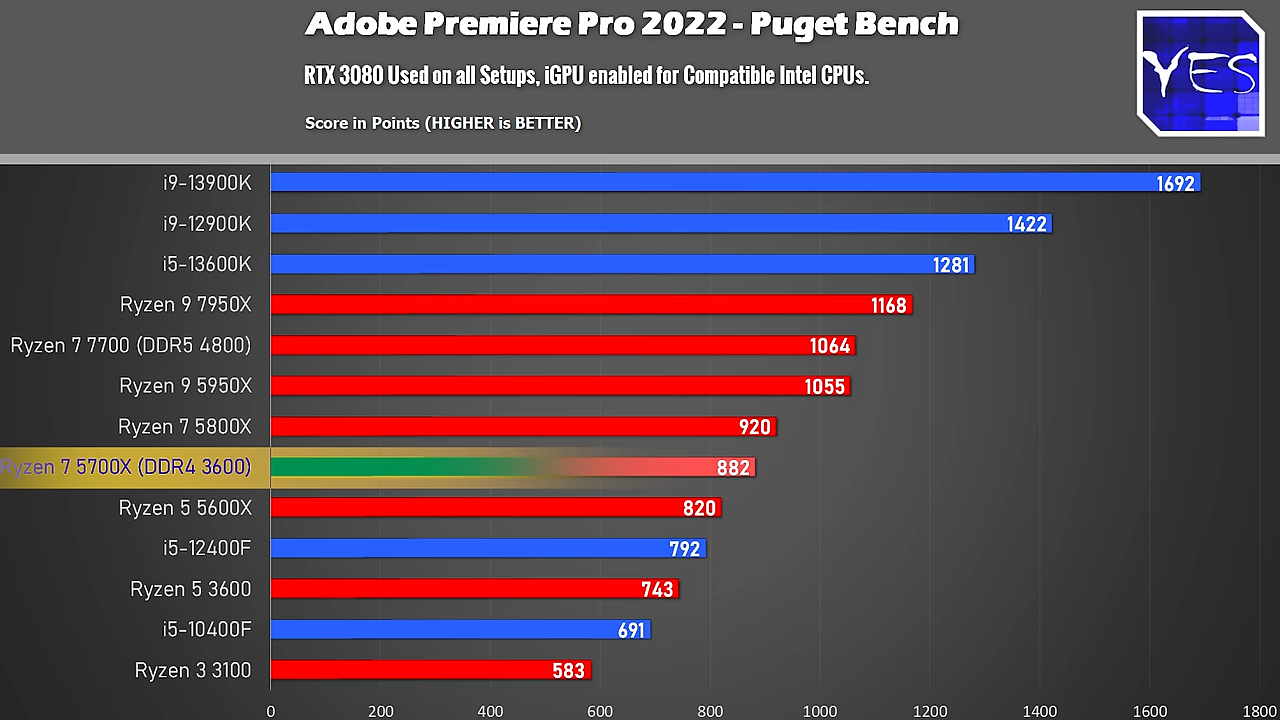 Adobe Premiere Pro 2022 - Puget Bench
YES
RTX 3080 Used on all Setups, iGPU enabled for Compatible Intel CPUs.
Score in Points (HIGHER is BETTER)
i9-13900K 1692
i9-12900K 1422
i5-13600K 1281
Ryzen 9 7950X 1168
Ryzen 7 7700 (DDR5 4800) 1064
Ryzen 9 5950X 1055
Ryzen 7 5800X 920
Ryzen 7 5700X (DDR4 3600) 882
Ryzen 5 5600X 820
i5-12400F 792
Ryzen 5 3600 743
i5-10400F 691
Ryzen 3 3100 583
0 200 400 600 800 1000 1200 1400 1600 1800